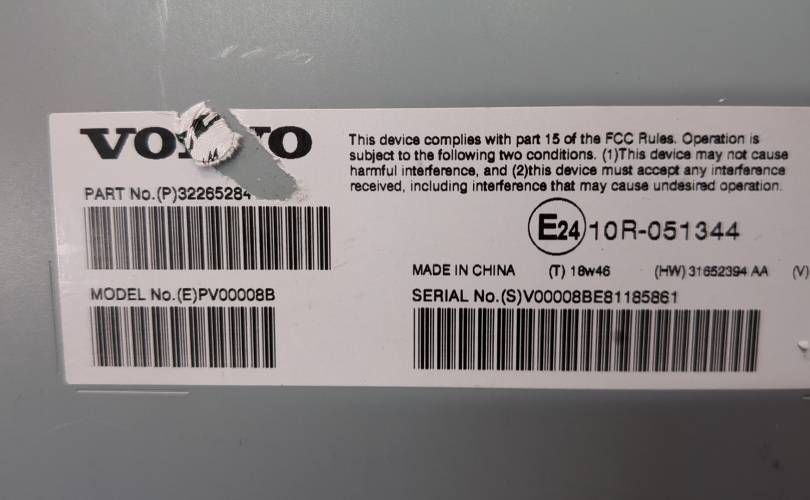 This device complies with part 15 of the FCC Rules. Operation is
subject to the following two conditions. (1)This device may not cause
harmful interference, and (2)this device must accept any interference
received, including interference that may cause undesired operation.
PART No.(P)32265284
E24 10R-051344
MADE IN CHINA (T) 18w46 (HW) 31652394 AA (V)
MODEL No.(E)PV00008B
SERIAL No.(S)V00008BE81185861